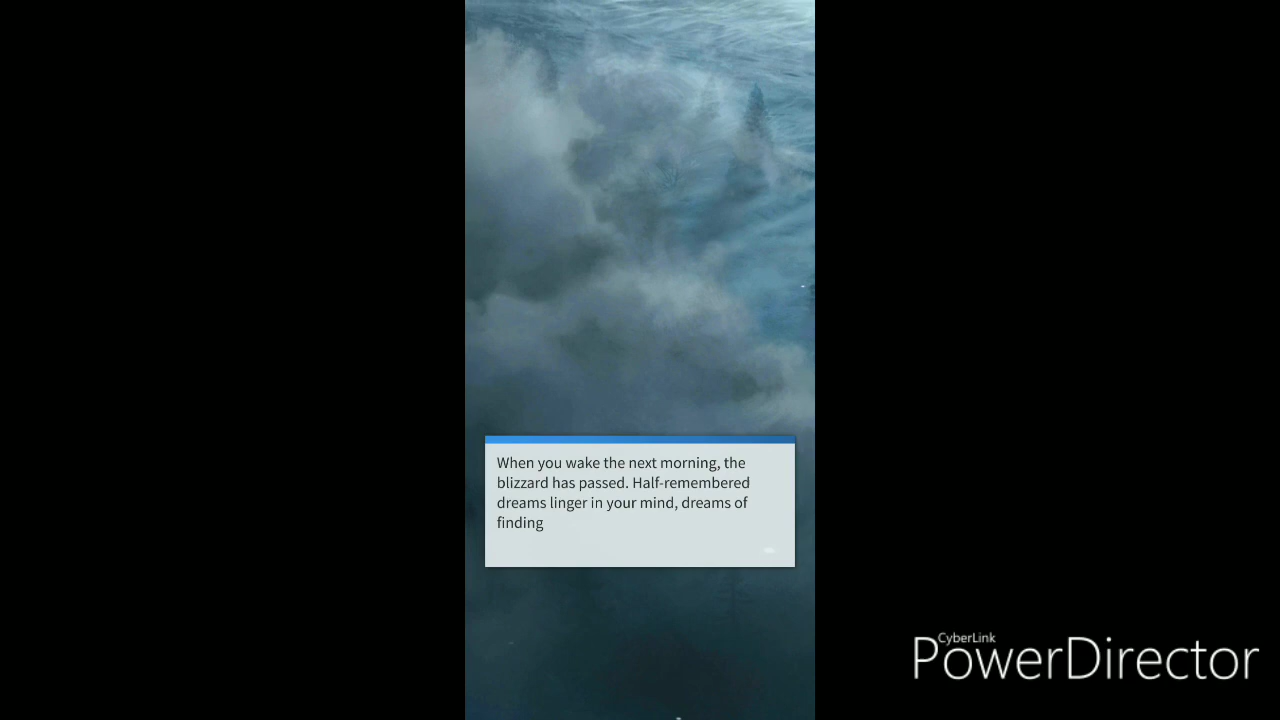 When you wake the next morning, the
blizzard has passed. Half-remembered
dreams linger in your mind, dreams of
finding
CyberLink
PowerDirector